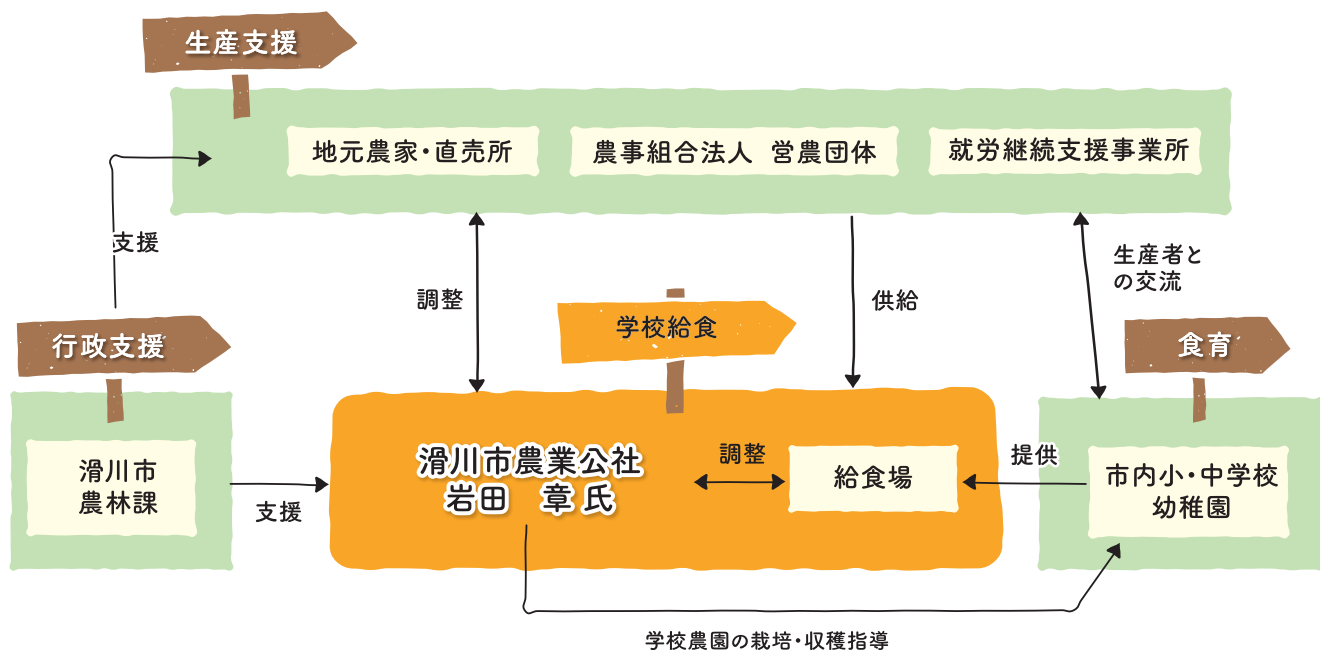 生産支援
地元農家・直売所
農事組合法人 営農団体
就労継続支援事業所
支援
調整
供給
生産者と
の交流
行政支援
学校給食
食育
滑川市
農林課
支援
滑川市農業公社
岩田 章 氏
調整
給食場
提供
市内小・中学校
幼稚園
学校農園の栽培・収穫指導